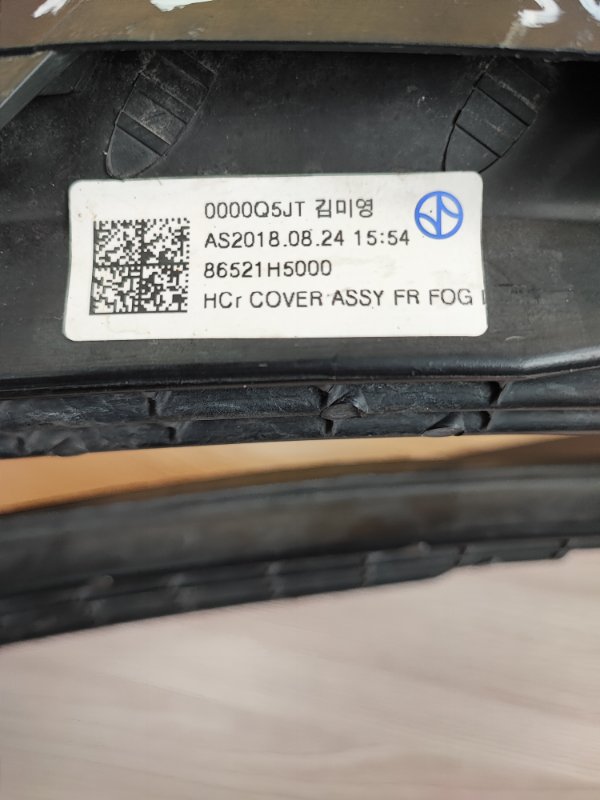 0000Q5JT 김미영
AS2018.08.24 15:54
86521H5000
HCr COVER ASSY FR FOG